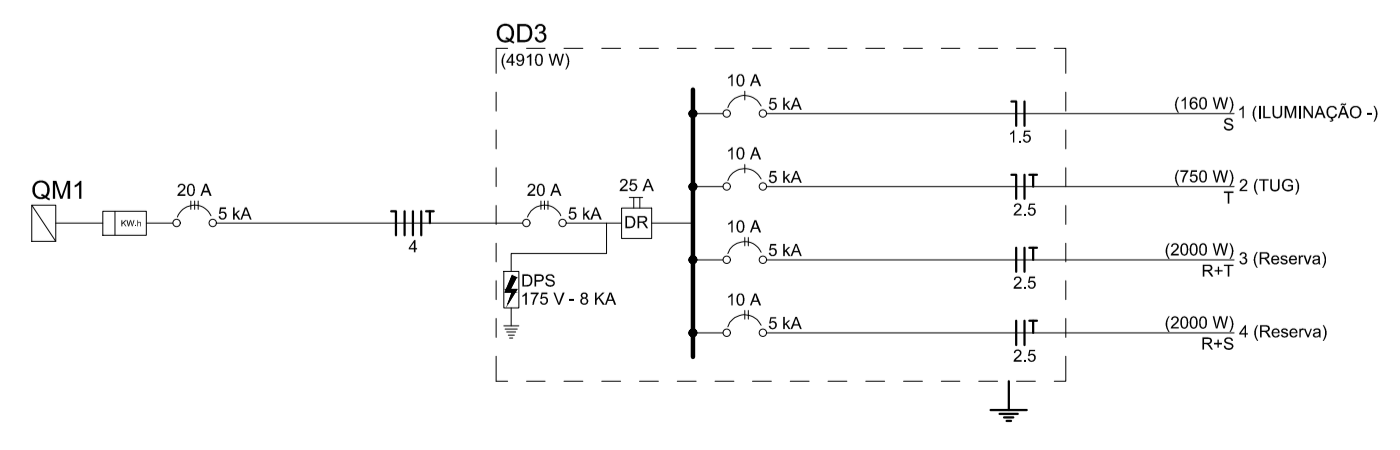 QD3
(4910 W)
QM1
KW.h
20 A
5 kA
4
20 A
5 kA
25 A
DR
DPS
175 V - 8 KA
10 A
5 kA
1.5
(160 W)
S
1 (ILUMINAÇÃO -)
10 A
5 kA
2.5
(750 W)
T
2 (TUG)
10 A
5 kA
2.5
(2000 W)
R+T
3 (Reserva)
10 A
5 kA
2.5
(2000 W)
R+S
4 (Reserva)